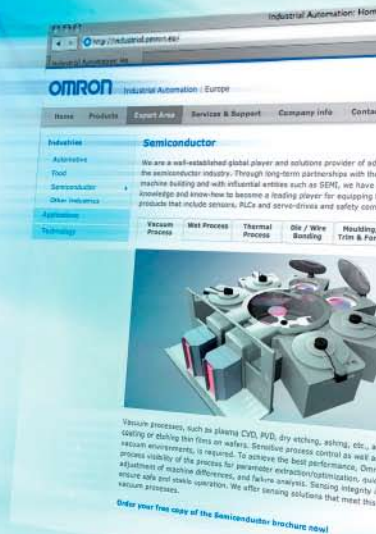 Industrial Automation: Hom
http://industrial.omron.eu/
Industrial Automation: Ho
OMRON Industrial Automation | Europe
Home Products Expert Area Services & Support Company info Contac
Industries
Automotive
Food
Semiconductor
Other Industries
Applications
Technology
Semiconductor
We are a well-established global player and solutions provider of ad
the semiconductor industry. Through long-term partnerships with the
machine building and with influential entities such as SEMI, we have
knowledge and know-how to become a leading player for equipping
products that include sensors, PLCs and servo-drives and safety com
Vacuum Process
Wet Process
Thermal Process
Die / Wire Bonding
Moulding, Trim & For
Vacuum processes, such as plasma CVD, PVD, dry etching, ashing, etc., a
coating or etching thin films on wafers. Sensitive process control as well a
vacuum environments, is required. To achieve the best performance, Omr
process visibility of the process for parameter extraction/optimization, quic
adjustment of machine differences, and failure analysis. Sensing integrity
ensure safe and stable operation. We offer sensing solutions that meet this
vacuum processes.
Order your free copy of the Semiconductor brochure now!